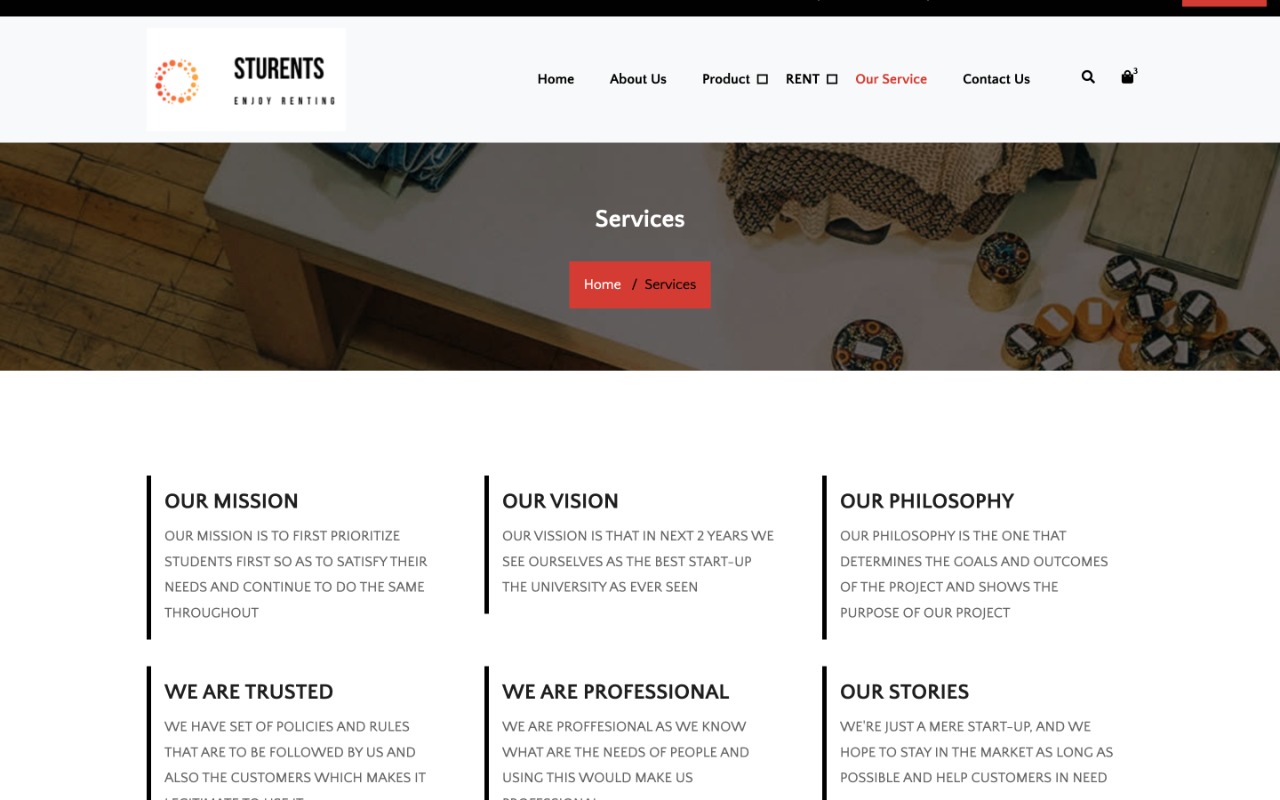 STURENTS
ENJOY RENTING
Home About Us Product RENT Our Service Contact Us 3
Services
Home / Services
OUR MISSION
OUR MISSION IS TO FIRST PRIORITIZE
STUDENTS FIRST SO AS TO SATISFY THEIR
NEEDS AND CONTINUE TO DO THE SAME
THROUGHOUT
OUR VISION
OUR VISSION IS THAT IN NEXT 2 YEARS WE
SEE OURSELVES AS THE BEST START-UP
THE UNIVERSITY AS EVER SEEN
OUR PHILOSOPHY
OUR PHILOSOPHY IS THE ONE THAT
DETERMINES THE GOALS AND OUTCOMES
OF THE PROJECT AND SHOWS THE
PURPOSE OF OUR PROJECT
WE ARE TRUSTED
WE HAVE SET OF POLICIES AND RULES
THAT ARE TO BE FOLLOWED BY US AND
ALSO THE CUSTOMERS WHICH MAKES IT
LEGITIMATE TO USE IT
WE ARE PROFESSIONAL
WE ARE PROFFESIONAL AS WE KNOW
WHAT ARE THE NEEDS OF PEOPLE AND
USING THIS WOULD MAKE US
PROFESSIONAL
OUR STORIES
WE'RE JUST A MERE START-UP, AND WE
HOPE TO STAY IN THE MARKET AS LONG AS
POSSIBLE AND HELP CUSTOMERS IN NEED